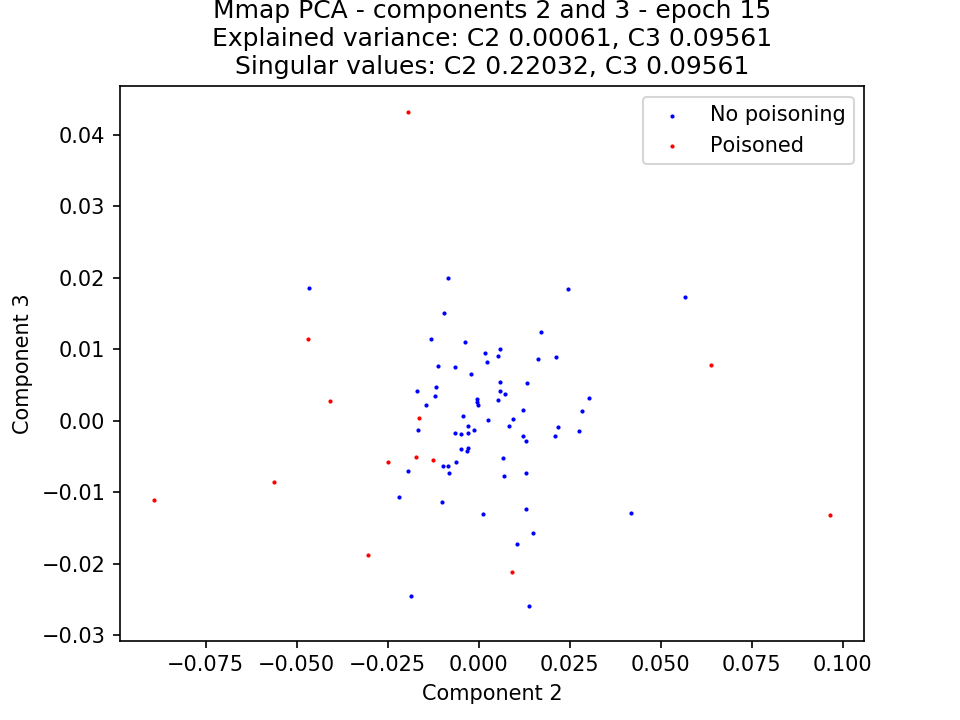 Mmap PCA - components 2 and 3 - epoch 15
Explained variance: C2 0.00061, C3 0.09561
Singular values: C2 0.22032, C3 0.09561
No poisoning
Poisoned
0.04
0.03
0.02
0.01
0.00
−0.01
−0.02
−0.03
Component 3
−0.075 −0.050 −0.025 0.000 0.025 0.050 0.075 0.100
Component 2